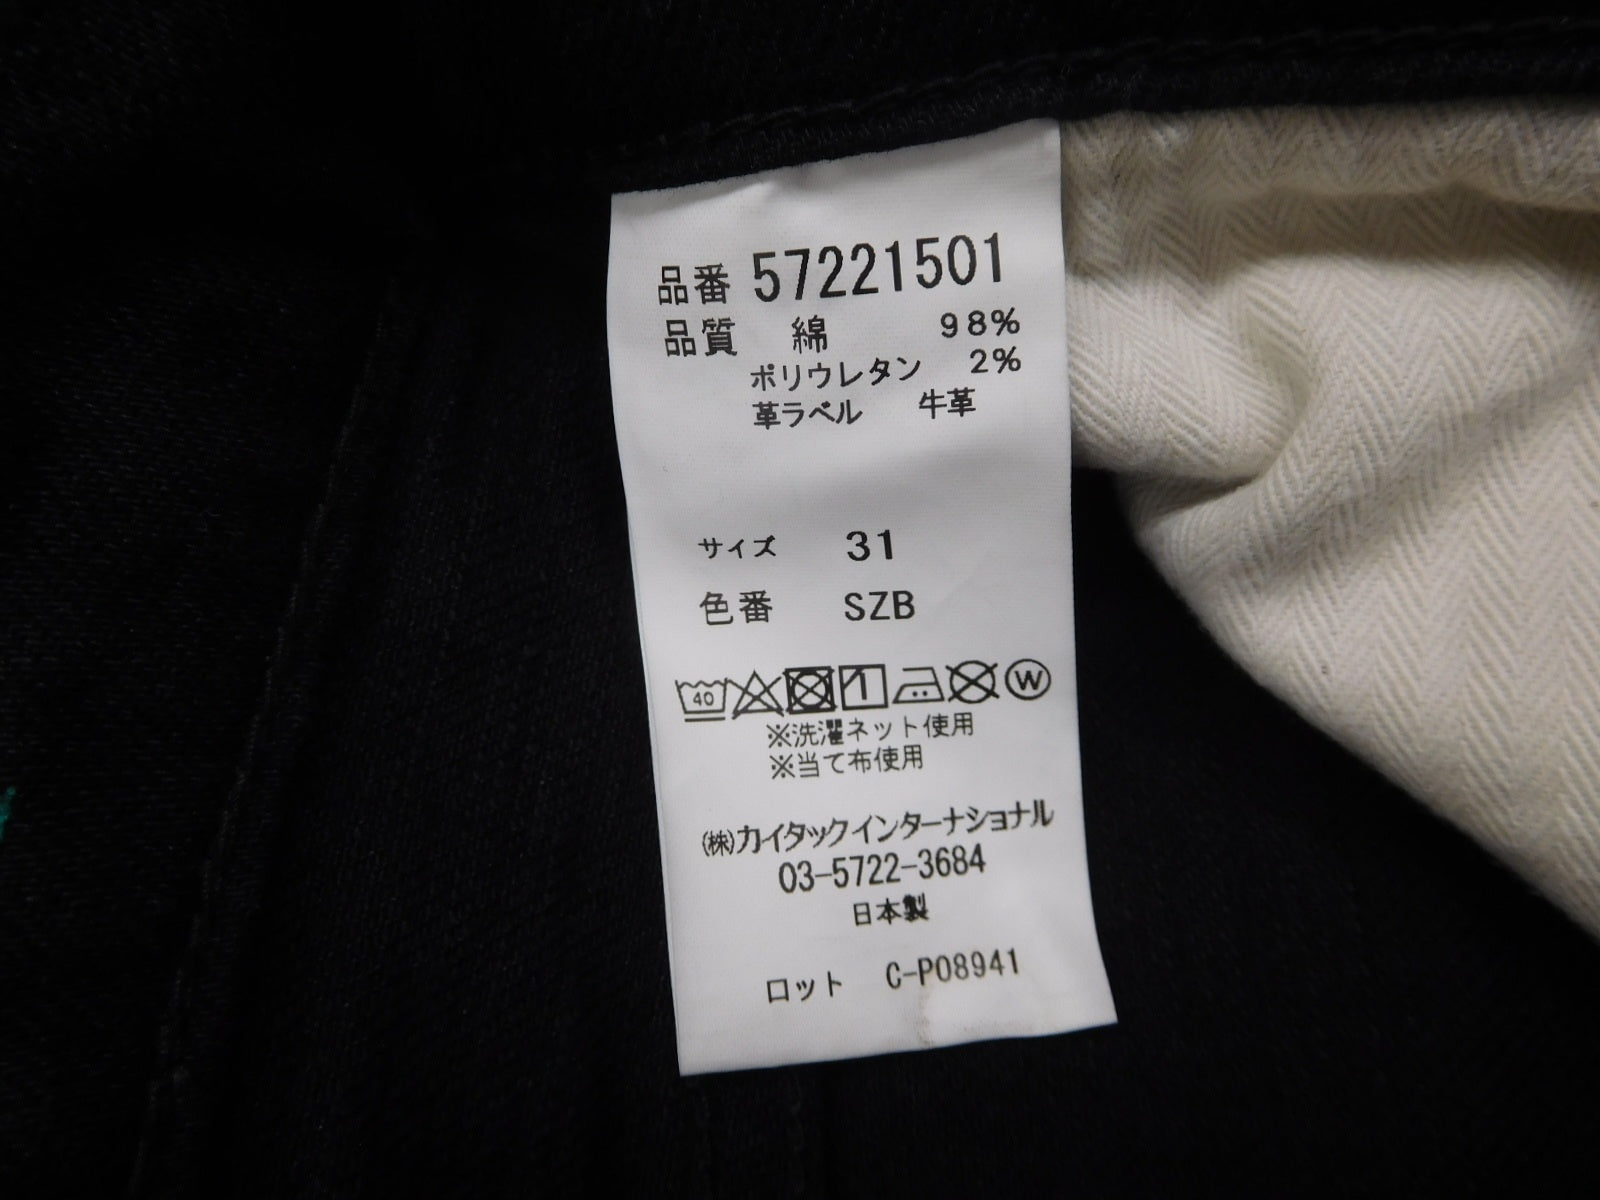 品番 57221501
品質 綿 98%
ポリウレタン 2%
革ラベル 牛革
サイズ 31
色番 SZB
40 W
※洗濯ネット使用
※当て布使用
(株)カイタックインターナショナル
03-5722-3684
日本製
ロット C-P08941